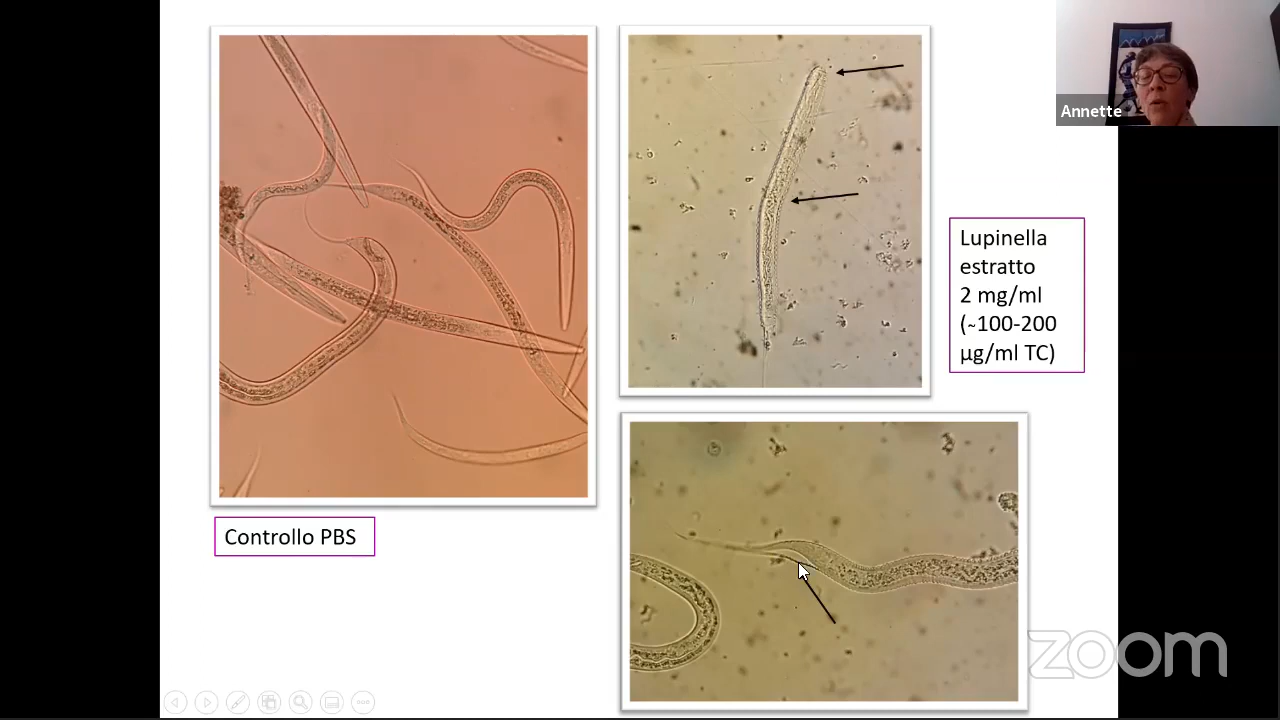 Annette
Lupinella
estratto
2 mg/ml
(~100-200
µg/ml TC)
Controllo PBS
zoom